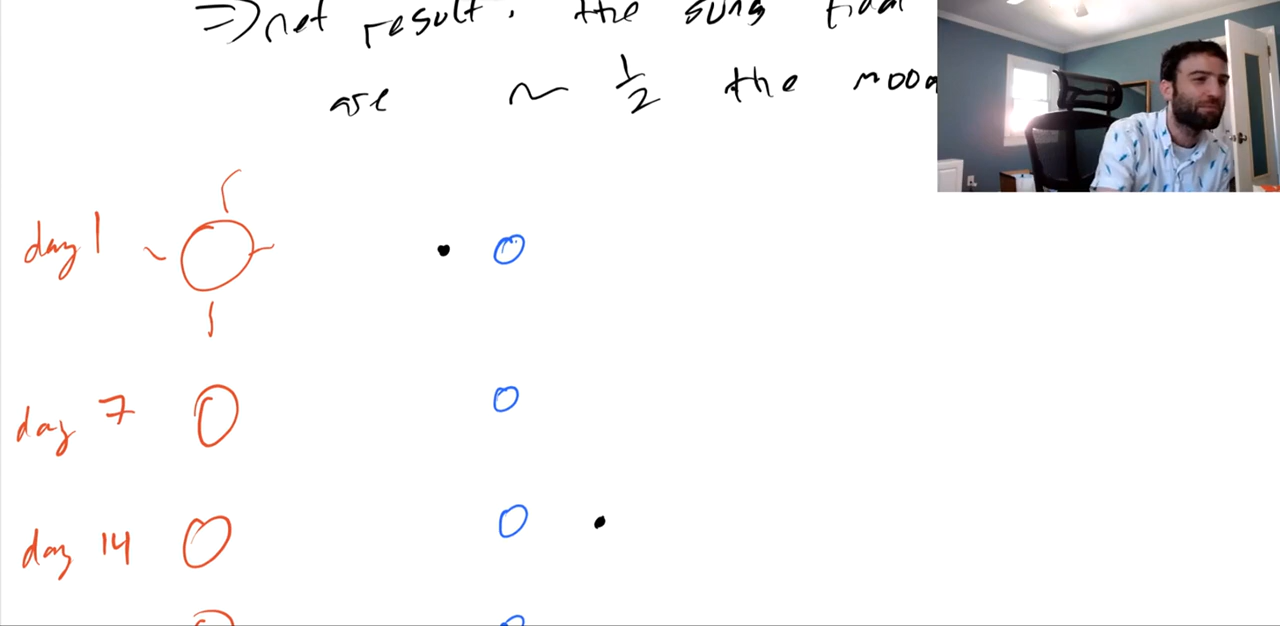 ⇒ net result: the suns tidal
are ~ 1/2 the moon
day 1
day 7
day 14